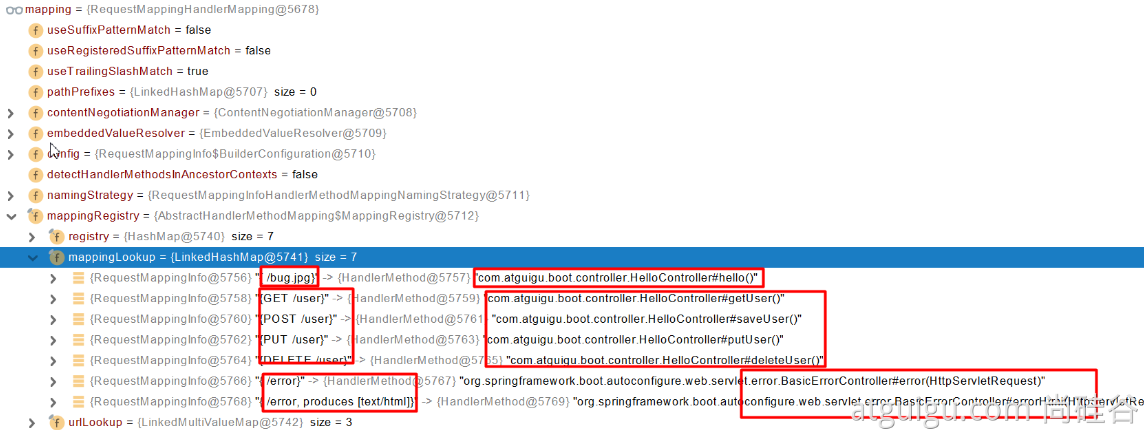 mapping = {RequestMappingHandlerMapping@5678}
useSuffixPatternMatch = false
useRegisteredSuffixPatternMatch = false
useTrailingSlashMatch = true
pathPrefixes = {LinkedHashMap@5707} size = 0
contentNegotiationManager = {ContentNegotiationManager@5708}
embeddedValueResolver = {EmbeddedValueResolver@5709}
config = {RequestMappingInfo$BuilderConfiguration@5710}
detectHandlerMethodsInAncestorContexts = false
namingStrategy = {RequestMappingInfoHandlerMethodMappingNamingStrategy@5711}
mappingRegistry = {AbstractHandlerMethodMapping$MappingRegistry@5712}
registry = {HashMap@5740} size = 7
mappingLookup = {LinkedHashMap@5741} size = 7
{RequestMappingInfo@5756} "{ /bug.jpg}" -> {HandlerMethod@5757} "com.atguigu.boot.controller.HelloController#hello()"
{RequestMappingInfo@5758} "{GET /user}" -> {HandlerMethod@5759} "com.atguigu.boot.controller.HelloController#getUser()"
{RequestMappingInfo@5760} "{POST /user}" -> {HandlerMethod@5761} "com.atguigu.boot.controller.HelloController#saveUser()"
{RequestMappingInfo@5762} "{PUT /user}" -> {HandlerMethod@5763} "com.atguigu.boot.controller.HelloController#putUser()"
{RequestMappingInfo@5764} "{DELETE /user}" -> {HandlerMethod@5765} "com.atguigu.boot.controller.HelloController#deleteUser()"
{RequestMappingInfo@5766} "{ /error}" -> {HandlerMethod@5767} "org.springframework.boot.autoconfigure.web.servlet.error.BasicErrorController#error(HttpServletRequest)"
{RequestMappingInfo@5768} "{ /error, produces [text/html]}" -> {HandlerMethod@5769} "org.springframework.boot.autoconfigure.web.servlet.error.BasicErrorController#errorHtml(HttpServletRe
urlLookup = {LinkedMultiValueMap@5742} size = 3
atguigu.com 尚硅谷